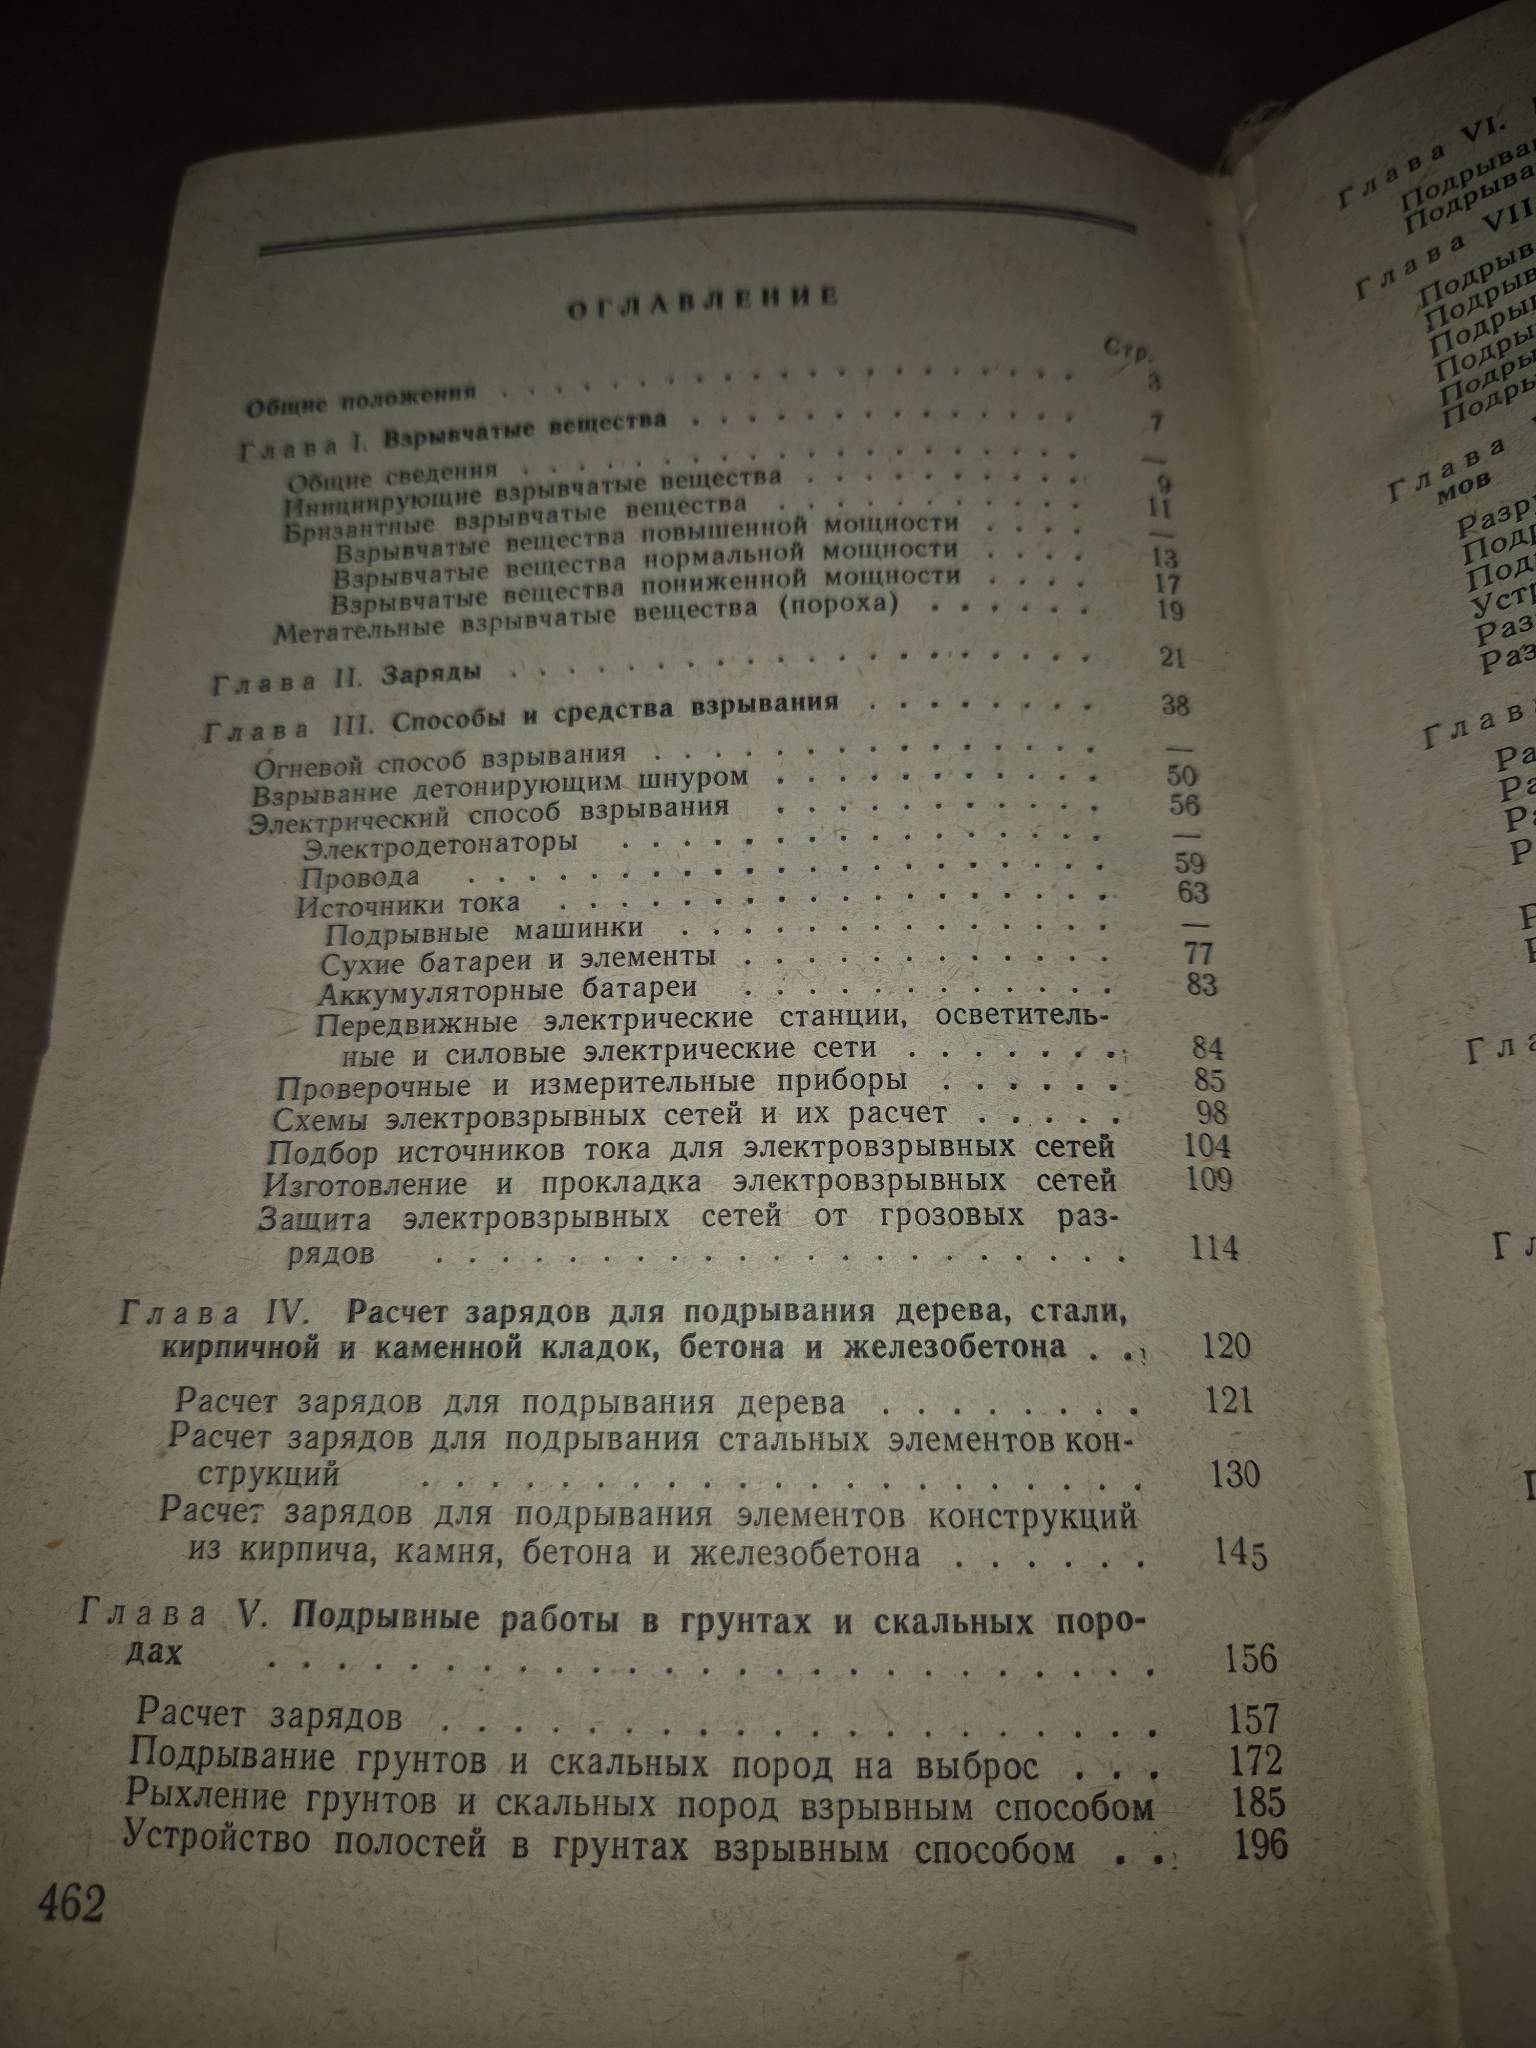 ОГЛАВЛЕНИЕ
Стр.
Общие положения . . . . . . . . . . . . . . . . . . . . . 3
Глава I. Взрывчатые вещества . . . . . . . . . . . . . . 7
Общие сведения . . . . . . . . . . . . . . . . . . . . —
Инициирующие взрывчатые вещества . . . . . . . . . . 9
Бризантные взрывчатые вещества . . . . . . . . . . . 11
Взрывчатые вещества повышенной мощности . . . . —
Взрывчатые вещества нормальной мощности . . . . 13
Взрывчатые вещества пониженной мощности . . . . 17
Метательные взрывчатые вещества (пороха) . . . . . . 19
Глава II. Заряды . . . . . . . . . . . . . . . . . . . . 21
Глава III. Способы и средства взрывания . . . . . . . . 38
Огневой способ взрывания . . . . . . . . . . . . . . . —
Взрывание детонирующим шнуром . . . . . . . . . . . 50
Электрический способ взрывания . . . . . . . . . . . 56
Электродетонаторы . . . . . . . . . . . . . . . . —
Провода . . . . . . . . . . . . . . . . . . . . . 59
Источники тока . . . . . . . . . . . . . . . . . . 63
Подрывные машинки . . . . . . . . . . . . . . —
Сухие батареи и элементы . . . . . . . . . . . . 77
Аккумуляторные батареи . . . . . . . . . . . . 83
Передвижные электрические станции, осветитель-
ные и силовые электрические сети . . . . . . . 84
Проверочные и измерительные приборы . . . . . . 85
Схемы электровзрывных сетей и их расчет . . . . . 98
Подбор источников тока для электровзрывных сетей 104
Изготовление и прокладка электровзрывных сетей 109
Защита электровзрывных сетей от грозовых раз-
рядов . . . . . . . . . . . . . . . . . . . . . 114
Глава IV. Расчет зарядов для подрывания дерева, стали,
кирпичной и каменной кладок, бетона и железобетона . . 120
Расчет зарядов для подрывания дерева . . . . . . . . 121
Расчет зарядов для подрывания стальных элементов кон-
струкций . . . . . . . . . . . . . . . . . . . . . 130
Расчет зарядов для подрывания элементов конструкций
из кирпича, камня, бетона и железобетона . . . . . . 145
Глава V. Подрывные работы в грунтах и скальных поро-
дах . . . . . . . . . . . . . . . . . . . . . . . . . 156
Расчет зарядов . . . . . . . . . . . . . . . . . . . . 157
Подрывание грунтов и скальных пород на выброс . . . 172
Рыхление грунтов и скальных пород взрывным способом 185
Устройство полостей в грунтах взрывным способом . . 196
462
Глава VI.
Глава VII
Глава
мов